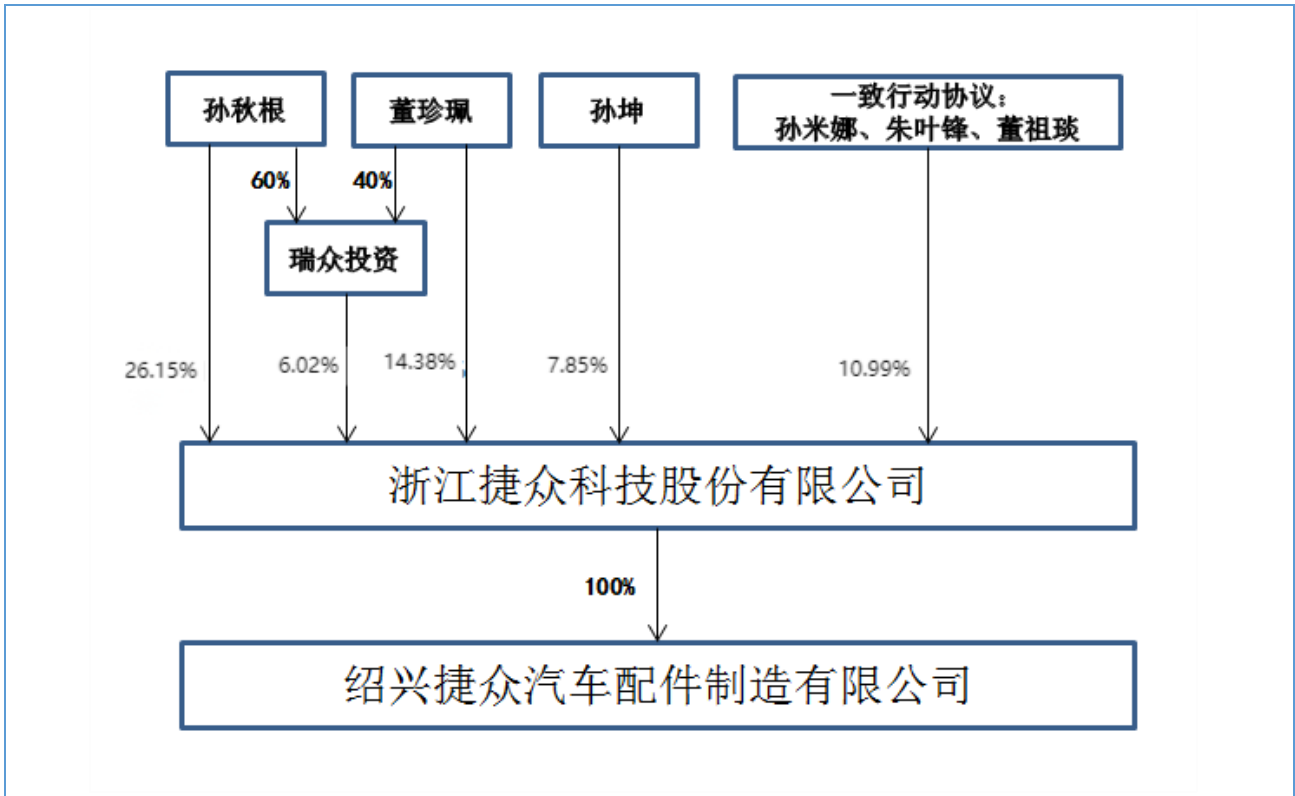 孙秋根
董珍珮
孙坤
一致行动协议：
孙米娜、朱叶锋、董祖琰
60%
40%
瑞众投资
26.15%
6.02%
14.38%
7.85%
10.99%
浙江捷众科技股份有限公司
100%
绍兴捷众汽车配件制造有限公司